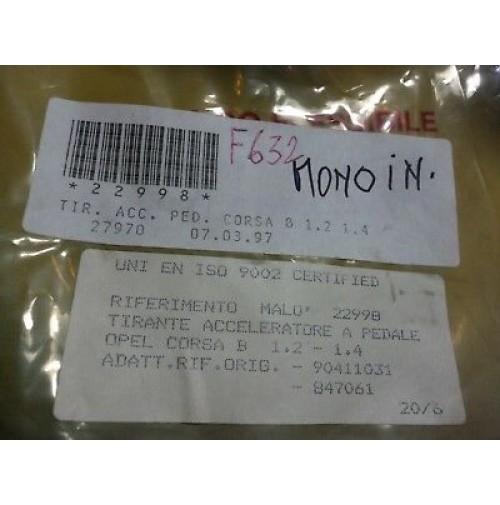 *22998*
F632
MONO iN.
TIR. ACC. PED. CORSA B 1.2 1.4
27970 07.03.97
UNI EN ISO 9002 CERTIFIED
RIFERIMENTO MALO' 22998
TIRANTE ACCELERATORE A PEDALE
OPEL CORSA B 1.2 - 1.4
ADATT.RIF.ORIG. - 90411031
- 847061
20/6